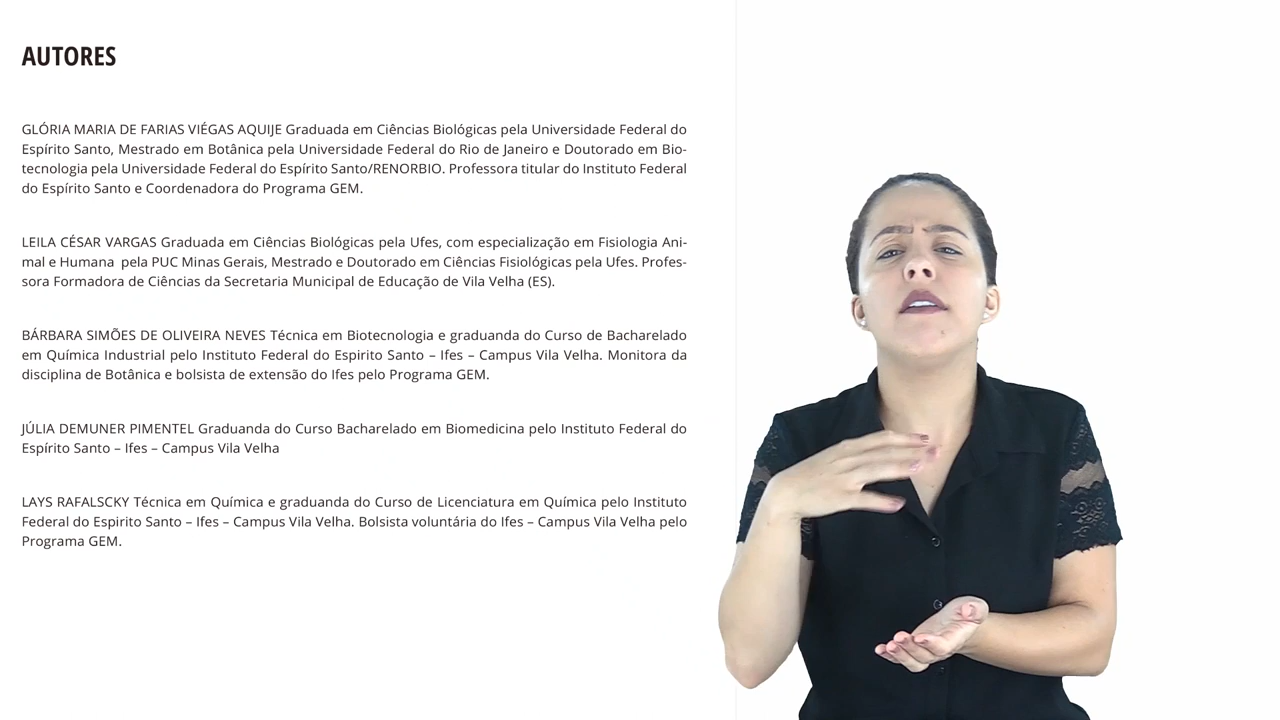 AUTORES
GLÓRIA MARIA DE FARIAS VIÉGAS AQUIJE Graduada em Ciências Biológicas pela Universidade Federal do
Espírito Santo, Mestrado em Botânica pela Universidade Federal do Rio de Janeiro e Doutorado em Bio-
tecnologia pela Universidade Federal do Espírito Santo/RENORBIO. Professora titular do Instituto Federal
do Espírito Santo e Coordenadora do Programa GEM.
LEILA CÉSAR VARGAS Graduada em Ciências Biológicas pela Ufes, com especialização em Fisiologia Ani-
mal e Humana pela PUC Minas Gerais, Mestrado e Doutorado em Ciências Fisiológicas pela Ufes. Profes-
sora Formadora de Ciências da Secretaria Municipal de Educação de Vila Velha (ES).
BÁRBARA SIMÕES DE OLIVEIRA NEVES Técnica em Biotecnologia e graduanda do Curso de Bacharelado
em Química Industrial pelo Instituto Federal do Espirito Santo – Ifes – Campus Vila Velha. Monitora da
disciplina de Botânica e bolsista de extensão do Ifes pelo Programa GEM.
JÚLIA DEMUNER PIMENTEL Graduanda do Curso Bacharelado em Biomedicina pelo Instituto Federal do
Espírito Santo – Ifes – Campus Vila Velha
LAYS RAFALSCKY Técnica em Química e graduanda do Curso de Licenciatura em Química pelo Instituto
Federal do Espirito Santo – Ifes – Campus Vila Velha. Bolsista voluntária do Ifes – Campus Vila Velha pelo
Programa GEM.